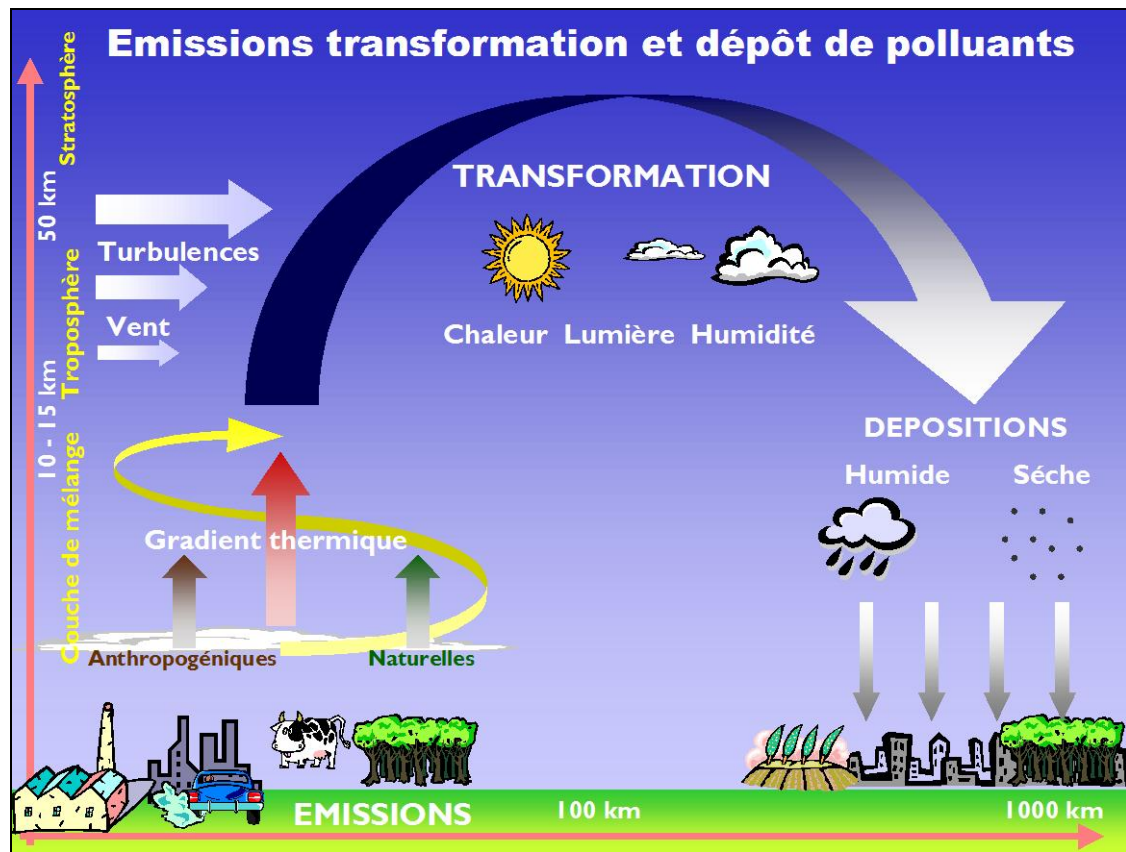 Emissions transformation et dépôt de polluants
Stratosphère
50 km
Troposphère
10 - 15 km
Couche de mélange
Turbulences
Vent
TRANSFORMATION
Chaleur Lumière Humidité
DEPOSITIONS
Humide Séche
Gradient thermique
Anthropogéniques Naturelles
EMISSIONS 100 km 1000 km